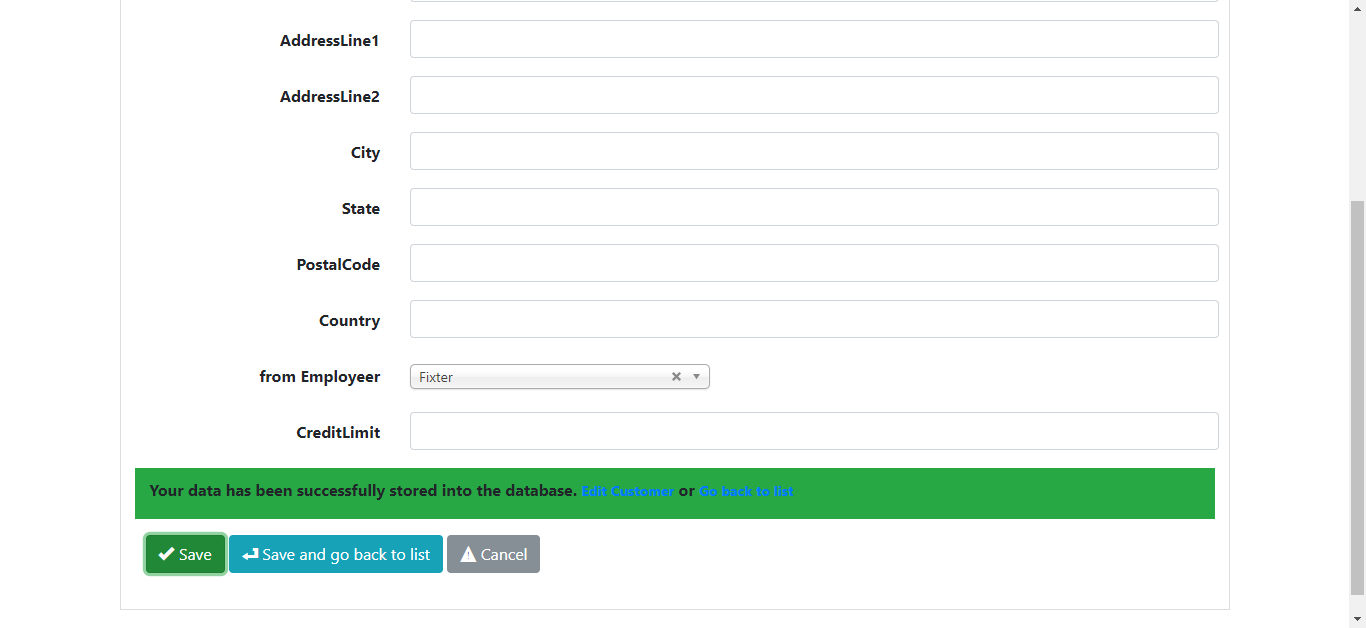 AddressLine1
AddressLine2
City
State
PostalCode
Country
from Employeer
Fixter
CreditLimit
Your data has been successfully stored into the database. Edit Customer or Go back to list
Save
Save and go back to list
Cancel